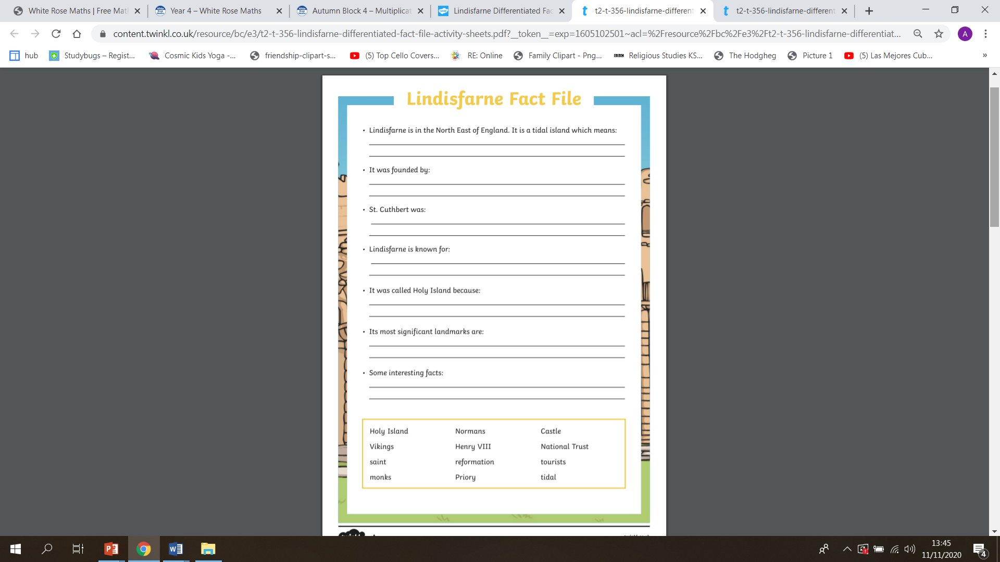 White Rose Maths | Free Mat
Year 4 – White Rose Maths
Autumn Block 4 – Multiplicat
Lindisfarne Differentiated Fac
t2-t-356-lindisfarne-different
t2-t-356-lindisfarne-different
content.twinkl.co.uk/resource/bc/e3/t2-t-356-lindisfarne-differentiated-fact-file-activity-sheets.pdf?__token__=exp=1605102501~acl=%2Fresource%2Fbc%2Fe3%2Ft2-t-356-lindisfarne-differentiat...
A
hub
Studybugs – Regist...
Cosmic Kids Yoga -...
friendship-clipart-s...
(5) Top Cello Covers...
RE: Online
Family Clipart - Png...
BBC
Religious Studies KS...
The Hodgheg
Picture 1
(5) Las Mejores Cub...
»
Lindisfarne Fact File
• Lindisfarne is in the North East of England. It is a tidal island which means:
• It was founded by:
• St. Cuthbert was:
• Lindisfarne is known for:
• It was called Holy Island because:
• Its most significant landmarks are:
• Some interesting facts:
Holy Island Normans Castle
Vikings Henry VIII National Trust
saint reformation tourists
monks Priory tidal
13:45
11/11/2020
4